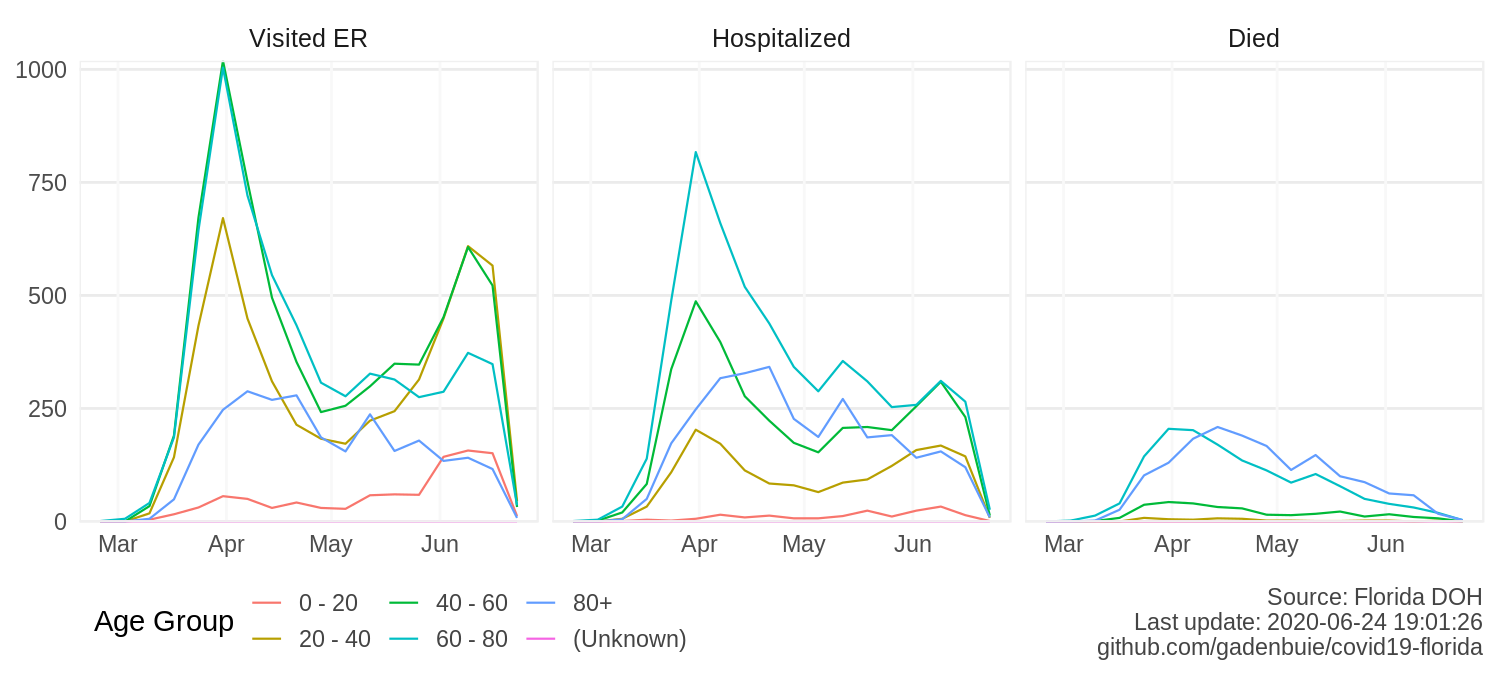 Visited ER
Hospitalized
Died
1000
750
500
250
0
Mar Apr May Jun
Mar Apr May Jun
Mar Apr May Jun
Age Group
0 - 20 40 - 60 80+
20 - 40 60 - 80 (Unknown)
Source: Florida DOH
Last update: 2020-06-24 19:01:26
github.com/gadenbuie/covid19-florida